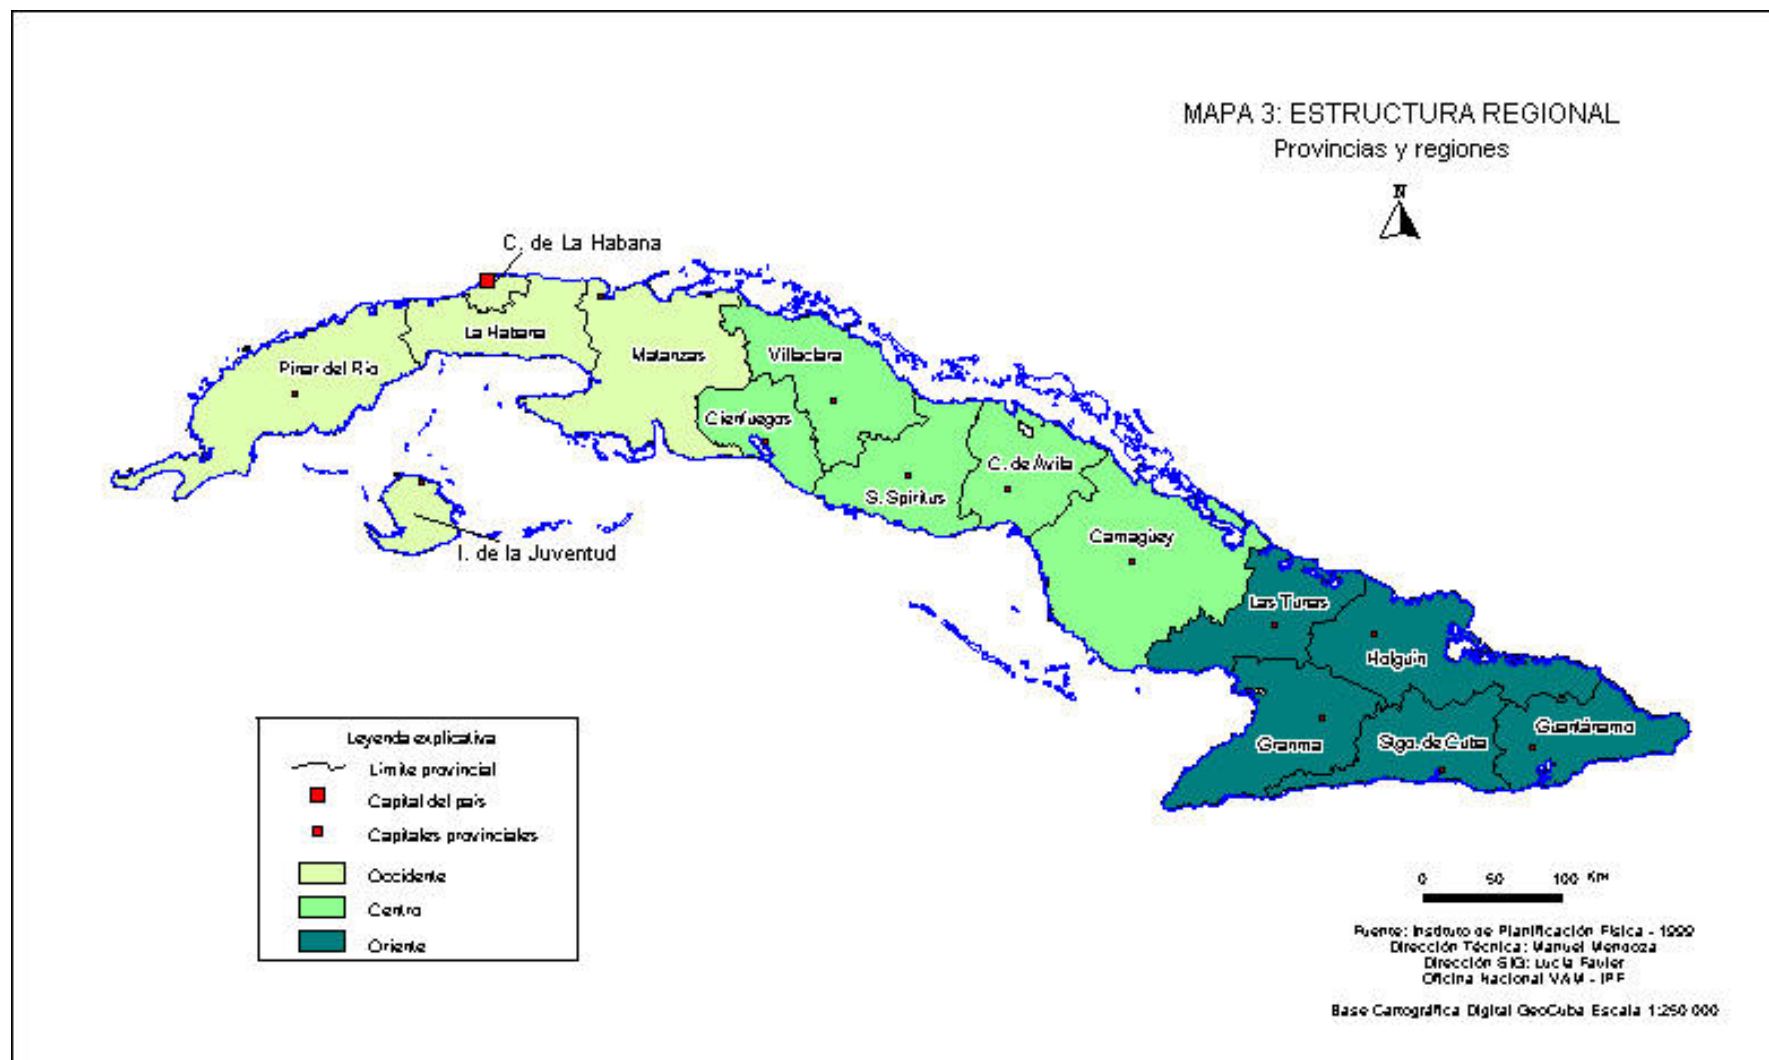 MAPA 3: ESTRUCTURA REGIONAL
Provincias y regiones
N
C. de La Habana
La Habana
Pinar del Río
Matanzas
Villaclara
Cienfuegos
C. de Ávila
S. Spiritus
I. de la Juventud
Camagüey
Las Tunas
Holguin
Granma
Stgo. de Cuba
Guantánamo
Leyenda explicativa
Límite provincial
Capital del país
Capitales provinciales
Occidente
Centro
Oriente
0 50 100 Km
Fuente: Instituto de Planificación Física - 1999
Dirección Técnica: Manuel Mendoza
Dirección SIG: Lucía Favier
Oficina Nacional VAM - IPF
Base Cartográfica Digital GeoCuba Escala 1:250 000